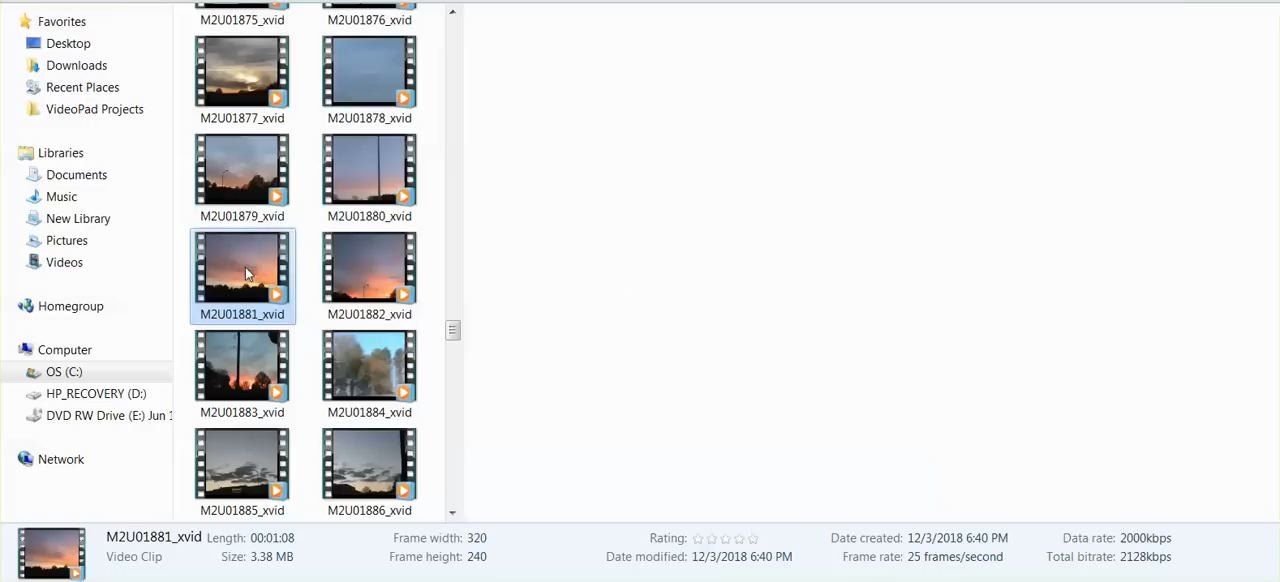 Favorites
Desktop
Downloads
Recent Places
VideoPad Projects
Libraries
Documents
Music
New Library
Pictures
Videos
Homegroup
Computer
OS (C:)
HP_RECOVERY (D:)
DVD RW Drive (E:) Jun 1
Network
M2U01875_xvid M2U01876_xvid
M2U01877_xvid M2U01878_xvid
M2U01879_xvid M2U01880_xvid
M2U01881_xvid M2U01882_xvid
M2U01883_xvid M2U01884_xvid
M2U01885_xvid M2U01886_xvid
M2U01881_xvid Length: 00:01:08 Frame width: 320 Rating: Date created: 12/3/2018 6:40 PM Data rate: 2000kbps
Video Clip Size: 3.38 MB Frame height: 240 Date modified: 12/3/2018 6:40 PM Frame rate: 25 frames/second Total bitrate: 2128kbps